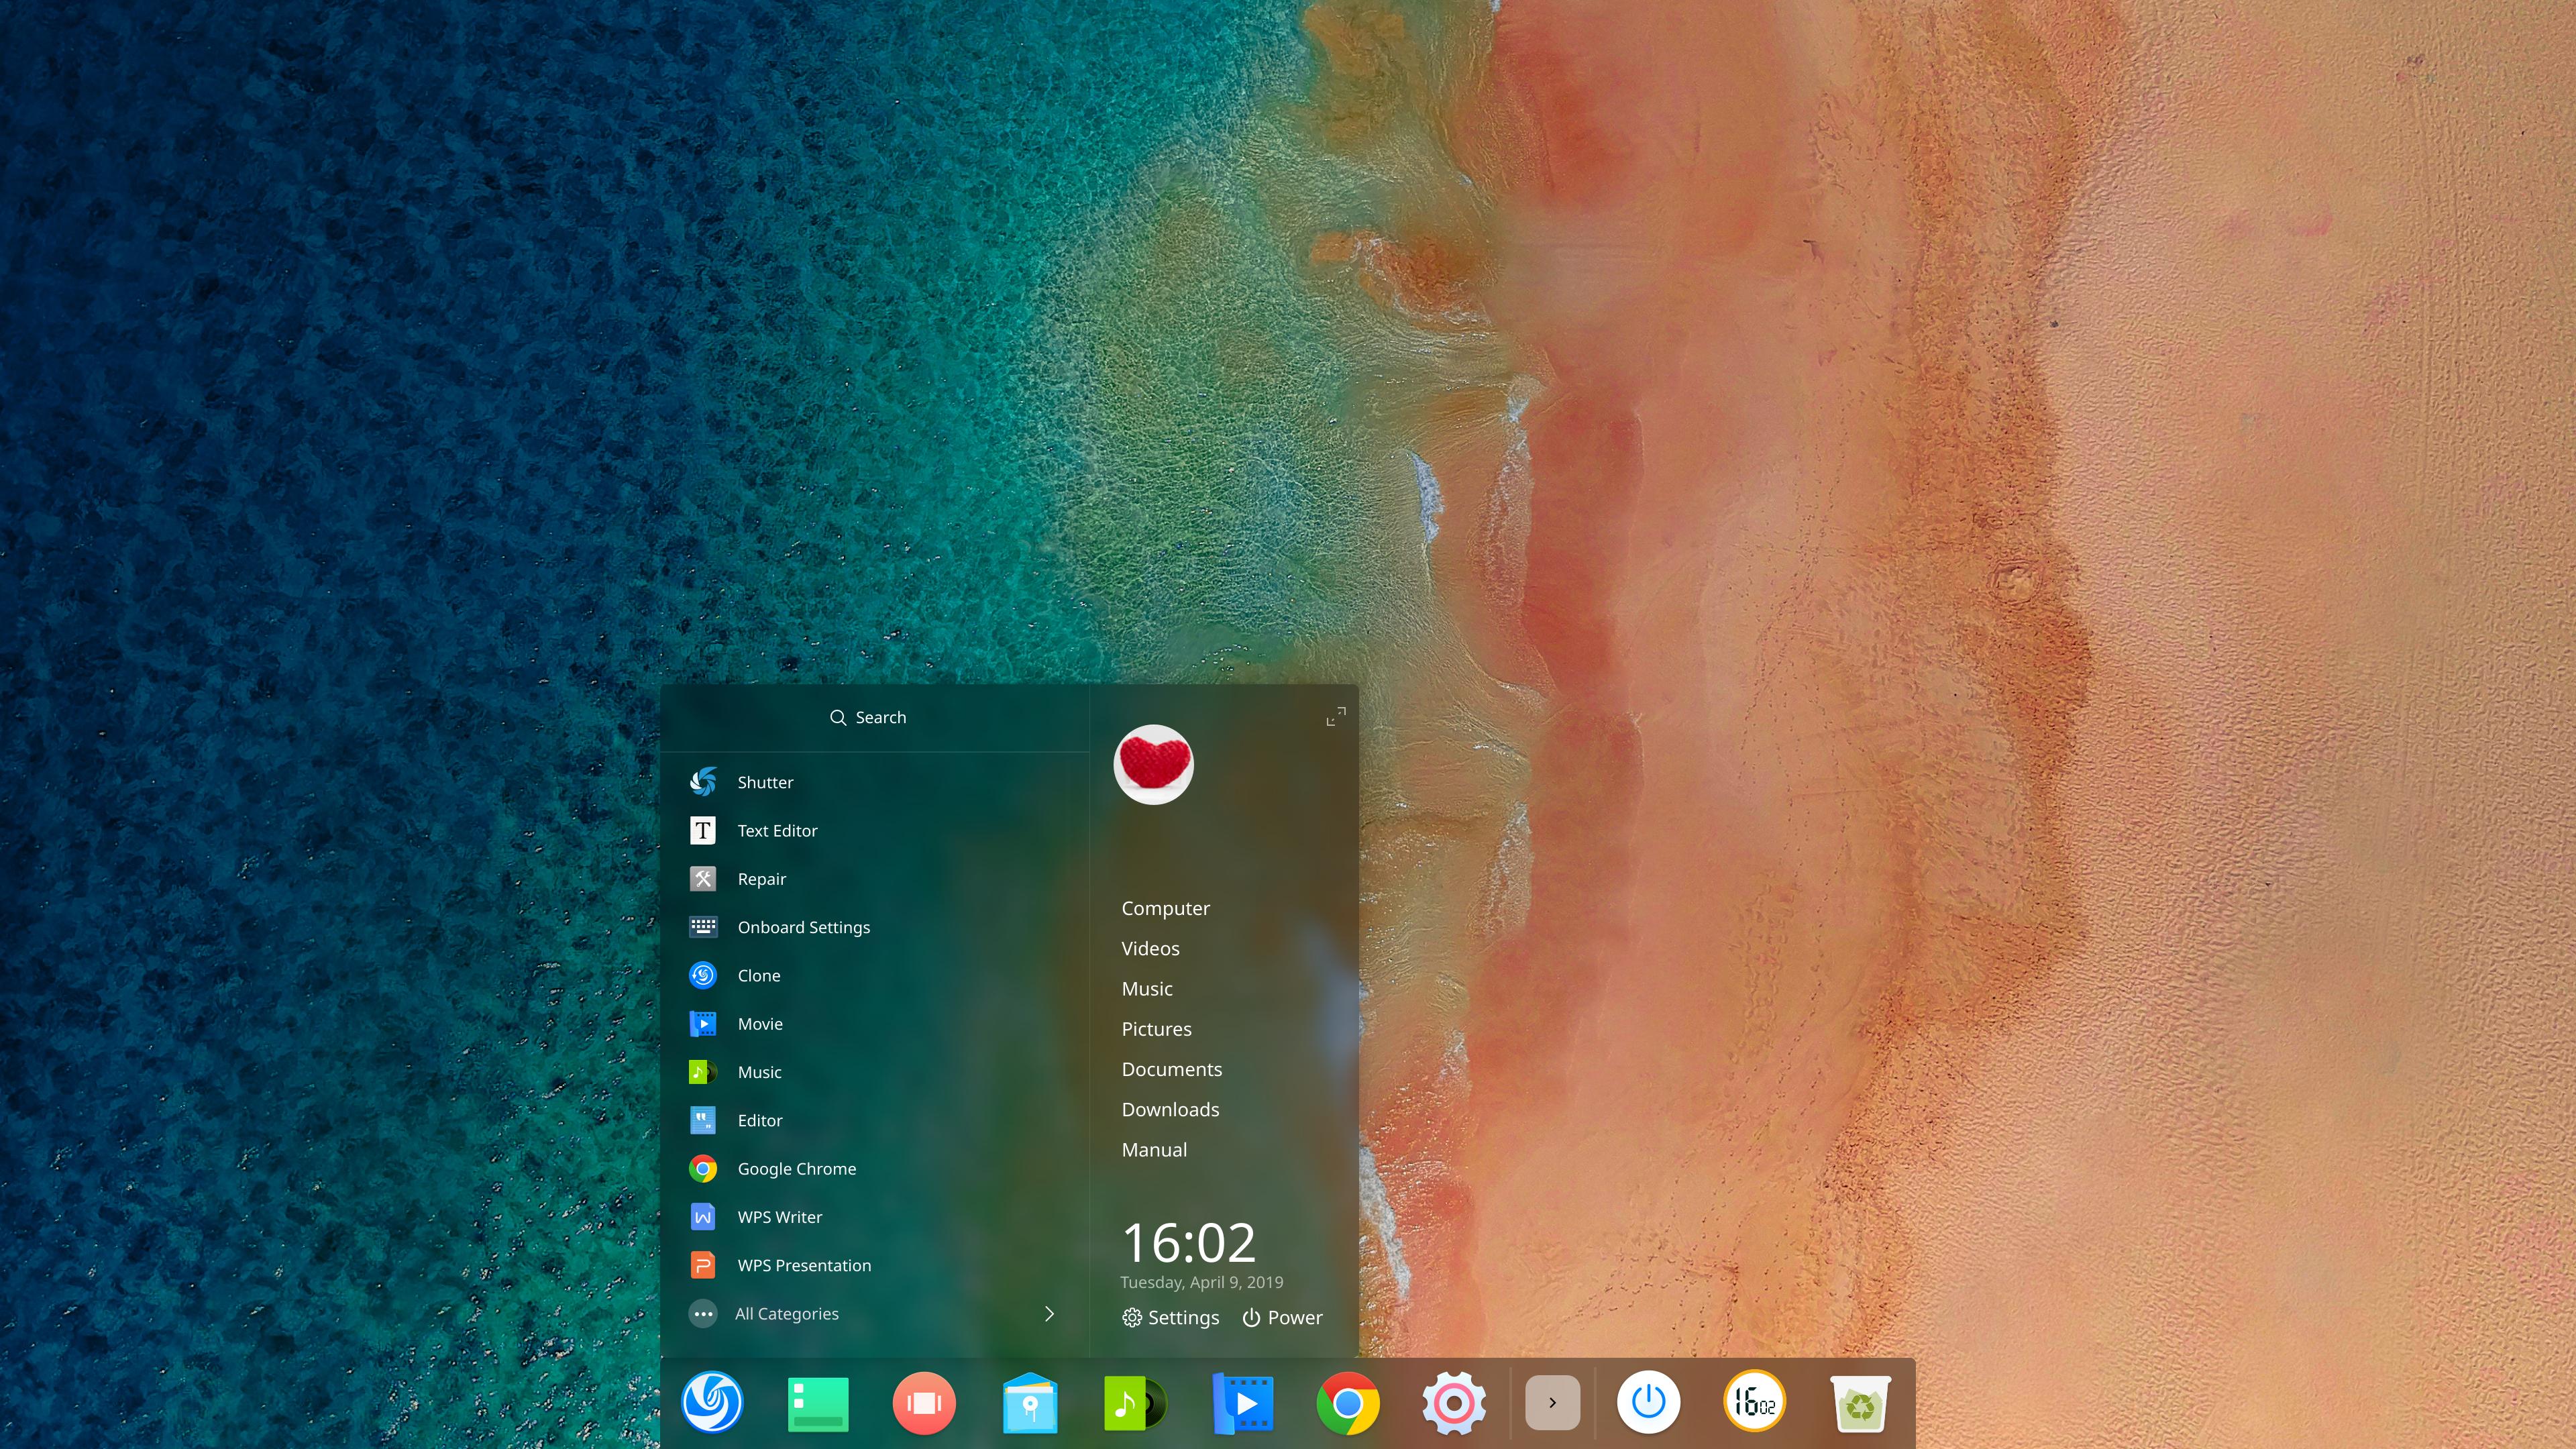 Search
Shutter
Text Editor
Repair
Onboard Settings
Clone
Movie
Music
Editor
Google Chrome
WPS Writer
WPS Presentation
All Categories
Computer
Videos
Music
Pictures
Documents
Downloads
Manual
16:02
Tuesday, April 9, 2019
Settings
Power
16 02